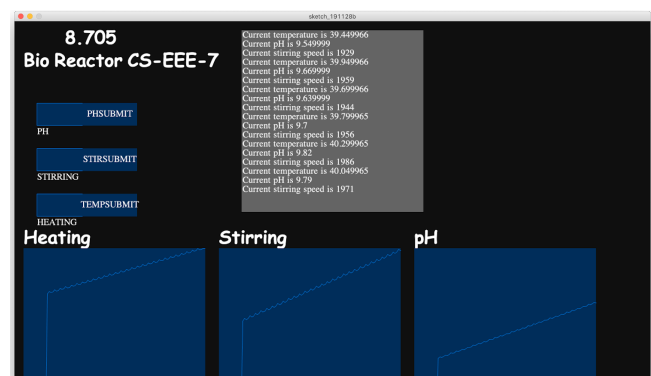 sketch_191128b
8.705
Bio Reactor CS-EEE-7
Current temperature is 39.449966
Current pH is 9.549999
Current stirring speed is 1929
Current temperature is 39.949966
Current pH is 9.669999
Current stirring speed is 1959
Current temperature is 39.699966
Current pH is 9.639999
Current stirring speed is 1944
Current temperature is 39.799965
Current pH is 9.7
Current stirring speed is 1956
Current temperature is 40.299965
Current pH is 9.82
Current stirring speed is 1986
Current temperature is 40.049965
Current pH is 9.79
Current stirring speed is 1971
PHSUBMIT
PH
STIRSUBMIT
STIRRING
TEMPSUBMIT
HEATING
Heating
Stirring
pH